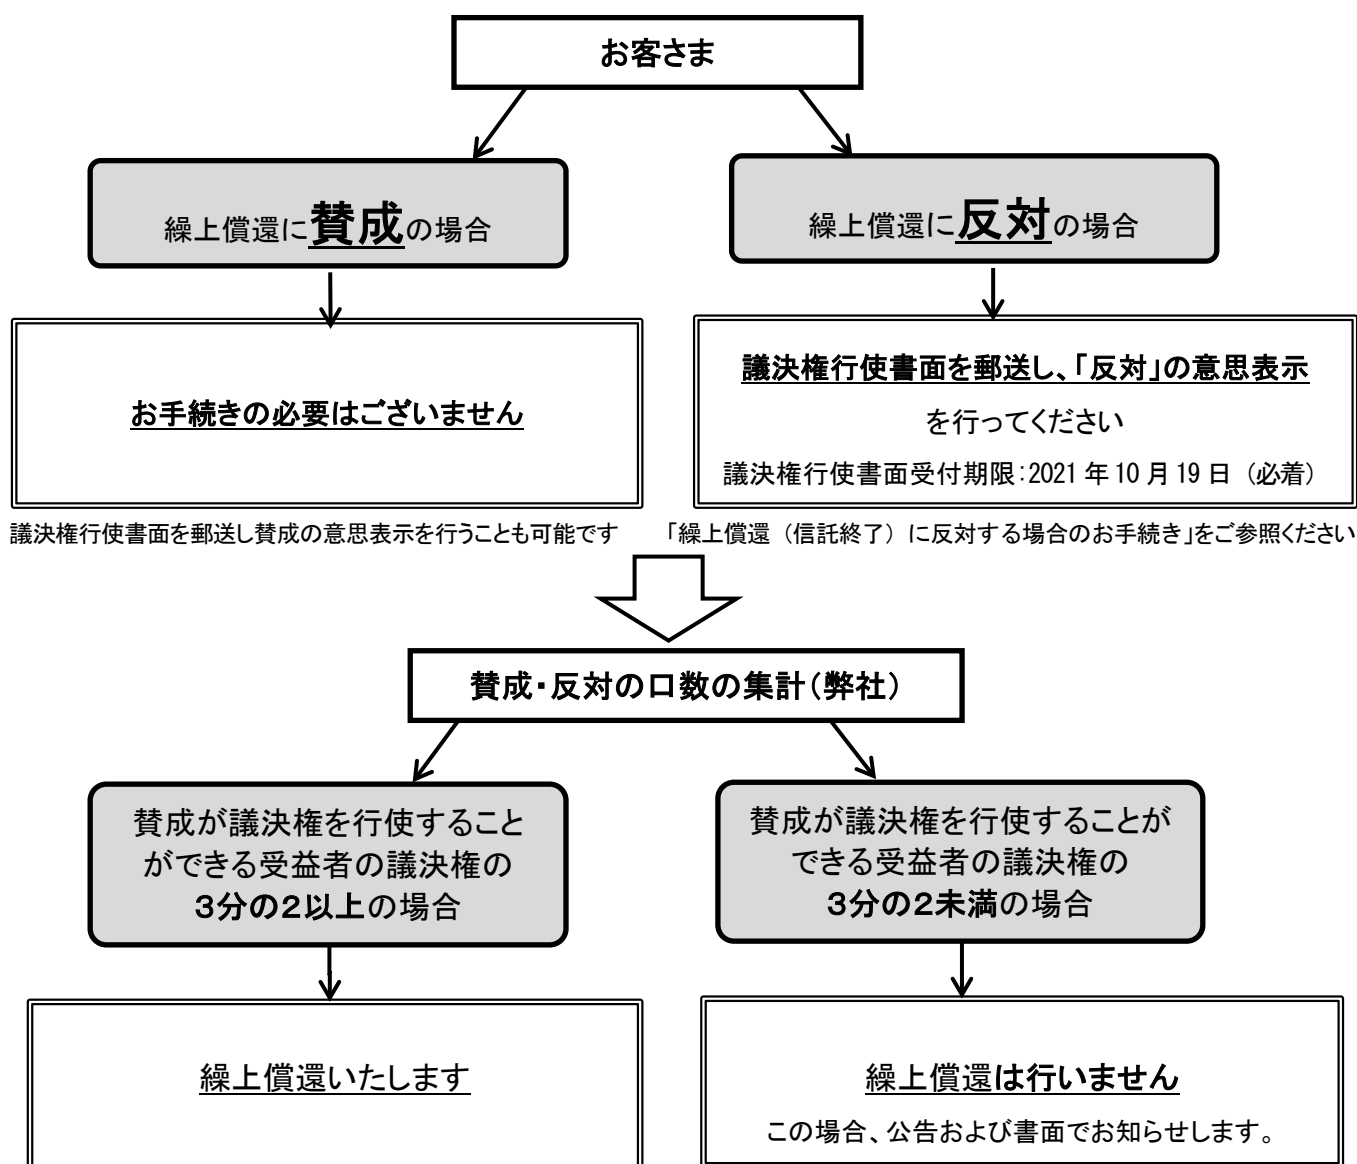 お客さま
繰上償還に賛成の場合
繰上償還に反対の場合
お手続きの必要はございません
議決権行使書面を郵送し、「反対」の意思表示
を行ってください
議決権行使書面受付期限：2021年10月19日（必着）
議決権行使書面を郵送し賛成の意思表示を行うことも可能です
「繰上償還（信託終了）に反対する場合のお手続き」をご参照ください
賛成・反対の口数の集計（弊社）
賛成が議決権を行使すること
ができる受益者の議決権の
３分の２以上の場合
賛成が議決権を行使することが
できる受益者の議決権の
３分の２未満の場合
繰上償還いたします
繰上償還は行いません
この場合、公告および書面でお知らせします。